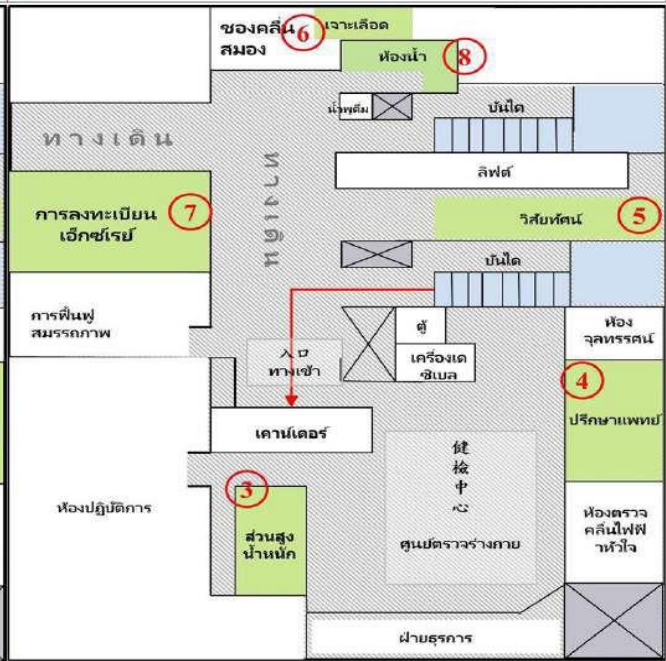 ซองคลื่น
สมอง
6
เจาะเลือด
ห้องน้ำ
8
น้ำพุดื่ม
บันได
ทางเดิน
ทางเดิน
ลิฟต์
การลงทะเบียน
เอ็กซ์เรย์
7
วิสัยทัศน์
5
บันได
การฟื้นฟู
สมรรถภาพ
ตู้
ห้อง
จุลทรรศน์
ทางเข้า
เครื่องเด
ซิเบล
4
ปรึกษาแพทย์
เคาน์เตอร์
健
檢
中
心
ศูนย์ตรวจร่างกาย
3
ส่วนสูง
น้ำหนัก
ห้องปฏิบัติการ
ห้องตรวจ
คลื่นไฟฟ้
าหัวใจ
ฝ่ายธุรการ